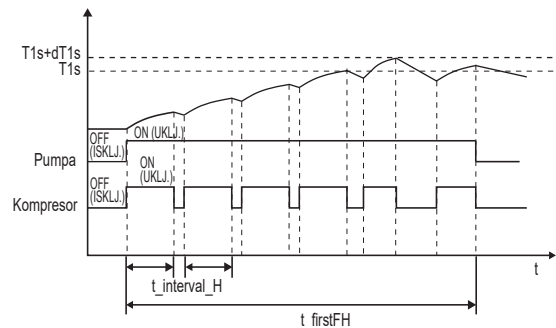 T1s+dT1s
T1s
OFF
(ISKLJ.)
ON (UKLJ.)
Pumpa
ON
(UKLJ.)
OFF
(ISKLJ.)
Kompresor
t
t_interval_H
t_firstFH